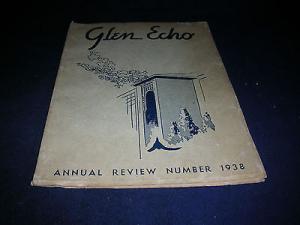 Glen Echo
ANNUAL REVIEW NUMBER 1938